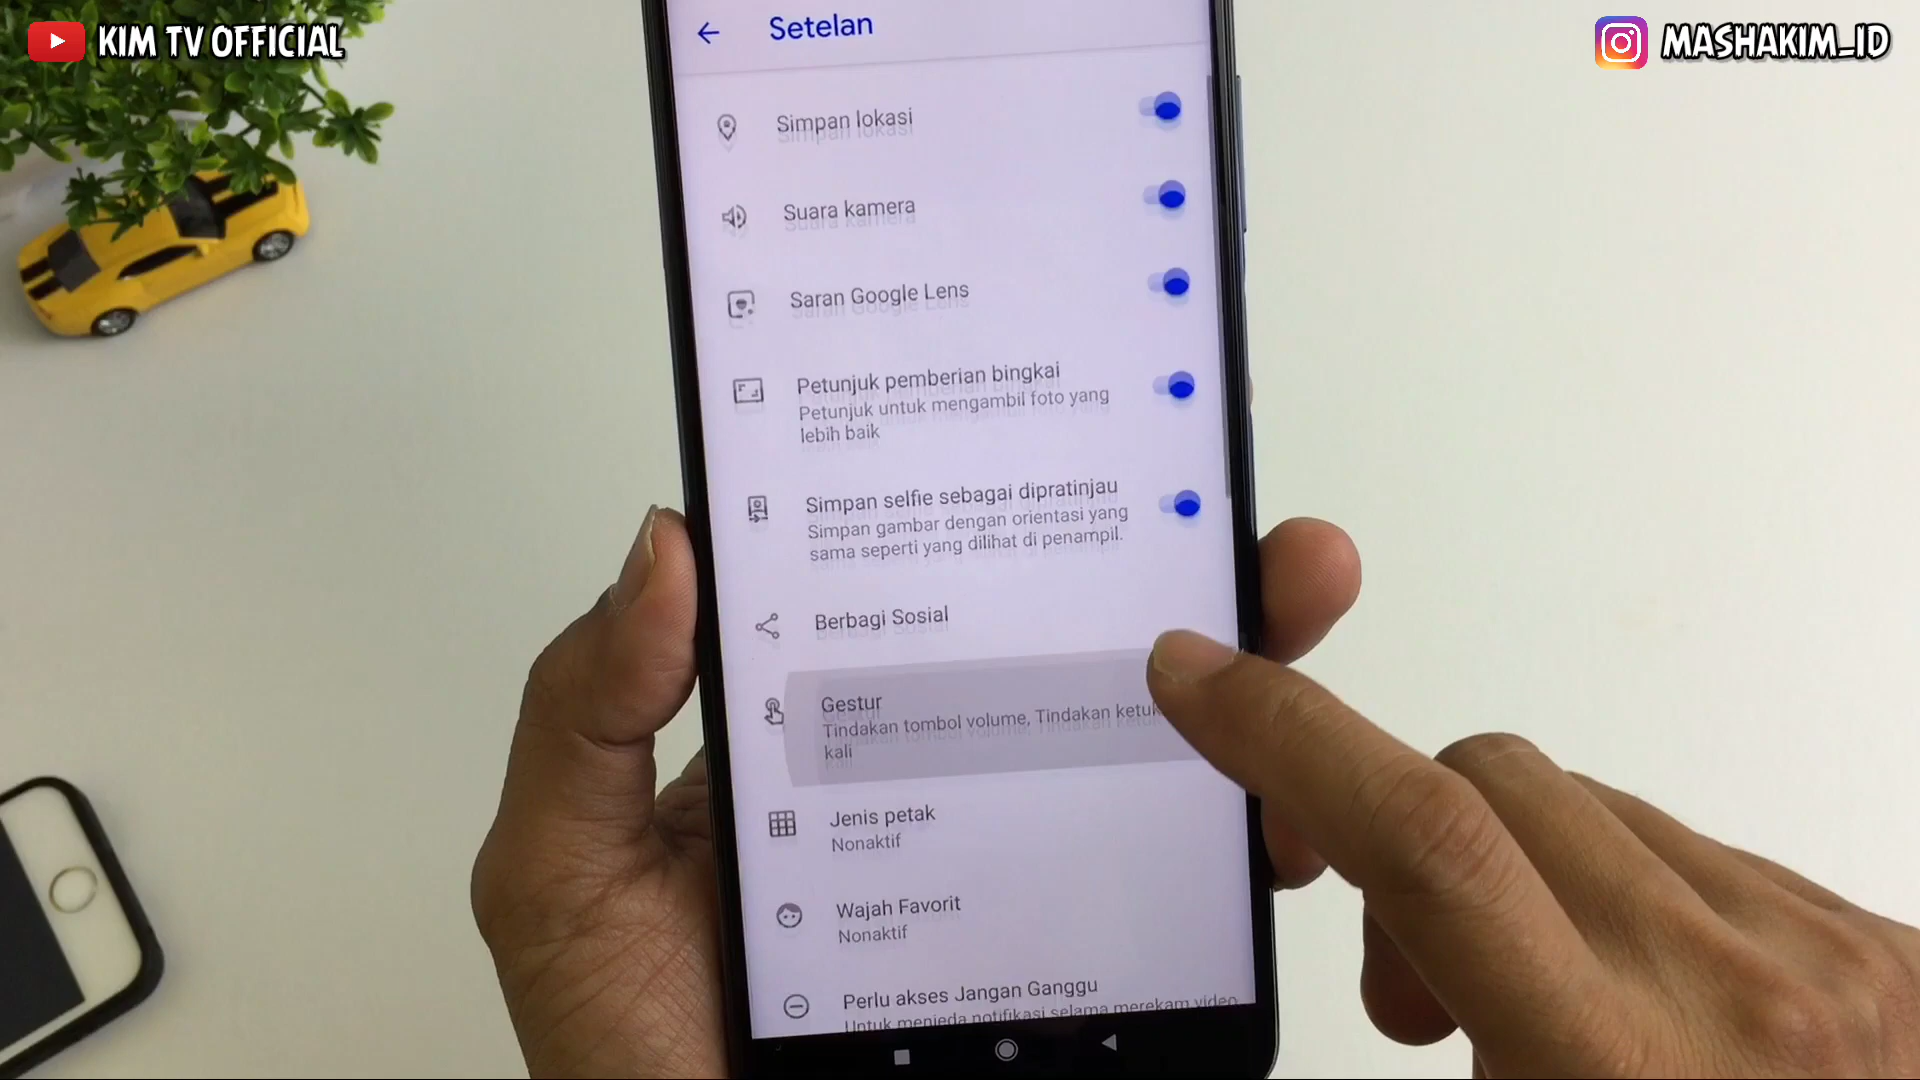 KIM TV OFFICIAL
MASHAKIM_ID
Setelan
Simpan lokasi
Suara kamera
Saran Google Lens
Petunjuk pemberian bingkai
Petunjuk untuk mengambil foto yang
lebih baik
Simpan selfie sebagai dipratinjau
Simpan gambar dengan orientasi yang
sama seperti yang dilihat di penampil.
Berbagi Sosial
Gestur
Tindakan tombol volume, Tindakan ketuk
kali
Jenis petak
Nonaktif
Wajah Favorit
Nonaktif
Perlu akses Jangan Ganggu
Untuk menjeda notifikasi selama merekam video